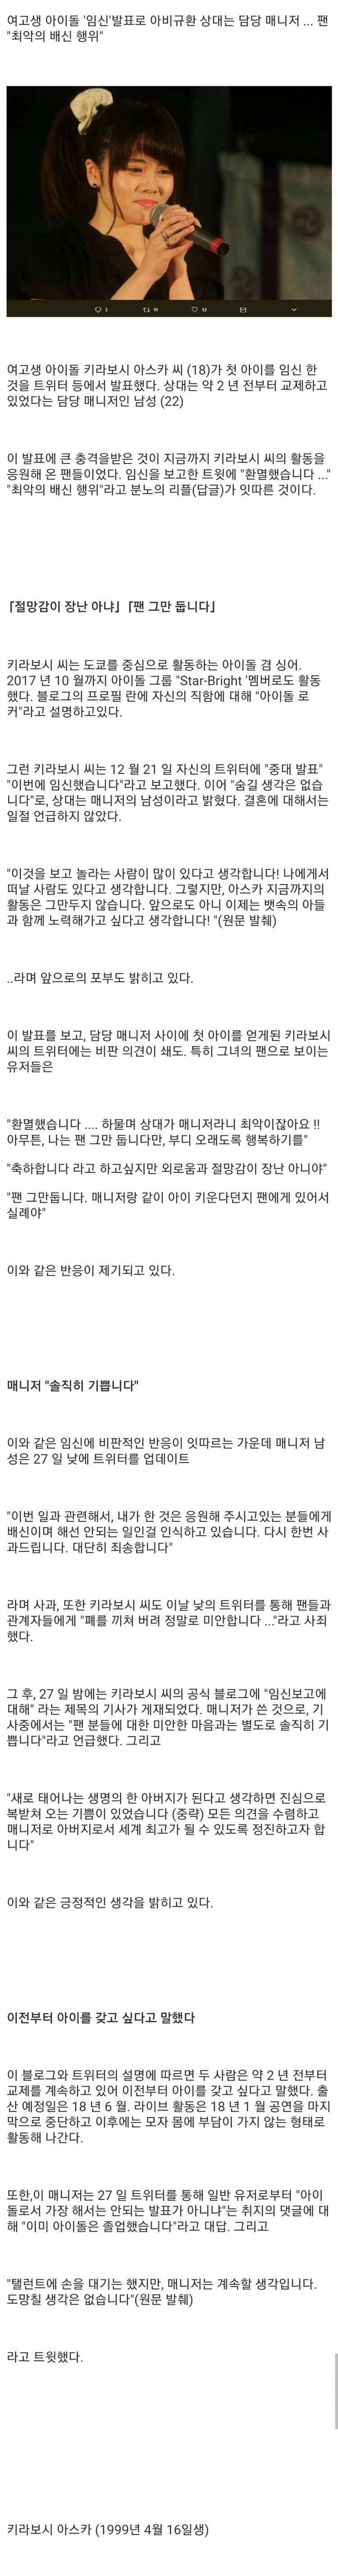 여고생 아이돌 '임신'발표로 아비규환 상대는 담당 매니저 ... 팬
"최악의 배신 행위"
여고생 아이돌 키라보시 아스카 씨 (18)가 첫 아이를 임신 한
것을 트위터 등에서 발표했다. 상대는 약 2 년 전부터 교제하고
있었다는 담당 매니저인 남성 (22)
이 발표에 큰 충격을받은 것이 지금까지 키라보시 씨의 활동을
응원해 온 팬들이었다. 임신을 보고한 트윗에 "환멸했습니다 ..."
"최악의 배신 행위"라고 분노의 리플(답글)가 잇따른 것이다.
「절망감이 장난 아냐」「팬 그만 둡니다」
키라보시 씨는 도쿄를 중심으로 활동하는 아이돌 겸 싱어.
2017 년 10 월까지 아이돌 그룹 "Star-Bright '멤버로도 활동
했다. 블로그의 프로필 란에 자신의 직함에 대해 "아이돌 로
커"라고 설명하고있다.
그런 키라보시 씨는 12 월 21 일 자신의 트위터에 "중대 발표"
"이번에 임신했습니다"라고 보고했다. 이어 "숨길 생각은 없습
니다"로, 상대는 매니저의 남성이라고 밝혔다. 결혼에 대해서는
일절 언급하지 않았다.
"이것을 보고 놀라는 사람이 많이 있다고 생각합니다! 나에게서
떠날 사람도 있다고 생각합니다. 그렇지만, 아스카 지금까지의
활동은 그만두지 않습니다. 앞으로도 아니 이제는 뱃속의 아들
과 함께 노력해가고 싶다고 생각합니다! "(원문 발췌)
..라며 앞으로의 포부도 밝히고 있다.
이 발표를 보고, 담당 매니저 사이에 첫 아이를 얻게된 키라보시
씨의 트위터에는 비판 의견이 쇄도. 특히 그녀의 팬으로 보이는
유저들은
"환멸했습니다 .... 하물며 상대가 매니저라니 최악이잖아요 !!
아무튼, 나는 팬 그만 둡니다만, 부디 오래도록 행복하기를"
"축하합니다 라고 하고싶지만 외로움과 절망감이 장난 아니야"
"팬 그만둡니다. 매니저랑 같이 아이 키운다던지 팬에게 있어서
실례야"
이와 같은 반응이 제기되고 있다.
매니저 "솔직히 기쁩니다"
이와 같은 임신에 비판적인 반응이 잇따르는 가운데 매니저 남
성은 27 일 낮에 트위터를 업데이트
"이번 일과 관련해서, 내가 한 것은 응원해 주시고있는 분들에게
배신이며 해선 안되는 일인걸 인식하고 있습니다. 다시 한번 사
과드립니다. 대단히 죄송합니다"
라며 사과, 또한 키라보시 씨도 이날 낮의 트위터를 통해 팬들과
관계자들에게 "폐를 끼쳐 버려 정말로 미안합니다 ..."라고 사죄
했다.
그 후, 27 일 밤에는 키라보시 씨의 공식 블로그에 "임신보고에
대해" 라는 제목의 기사가 게재되었다. 매니저가 쓴 것으로, 기
사중에서는 "팬 분들에 대한 미안한 마음과는 별도로 솔직히 기
쁩니다"라고 언급했다. 그리고
"새로 태어나는 생명의 한 아버지가 된다고 생각하면 진심으로
복받쳐 오는 기쁨이 있었습니다 (중략) 모든 의견을 수렴하고
매니저로 아버지로서 세계 최고가 될 수 있도록 정진하고자 합
니다"
이와 같은 긍정적인 생각을 밝히고 있다.
이전부터 아이를 갖고 싶다고 말했다
이 블로그와 트위터의 설명에 따르면 두 사람은 약 2 년 전부터
교제를 계속하고 있어 이전부터 아이를 갖고 싶다고 말했다. 출
산 예정일은 18 년 6 월. 라이브 활동은 18 년 1 월 공연을 마지
막으로 중단하고 이후에는 모자 몸에 부담이 가지 않는 형태로
활동해 나간다.
또한,이 매니저는 27 일 트위터를 통해 일반 유저로부터 "아이
돌로서 가장 해서는 안되는 발표가 아니냐"는 취지의 댓글에 대
해 "이미 아이돌은 졸업했습니다"라고 대답. 그리고
"탤런트에 손을 대기는 했지만, 매니저는 계속할 생각입니다.
도망칠 생각은 없습니다"(원문 발췌)
라고 트윗했다.
키라보시 아스카 (1999년 4월 16일생)